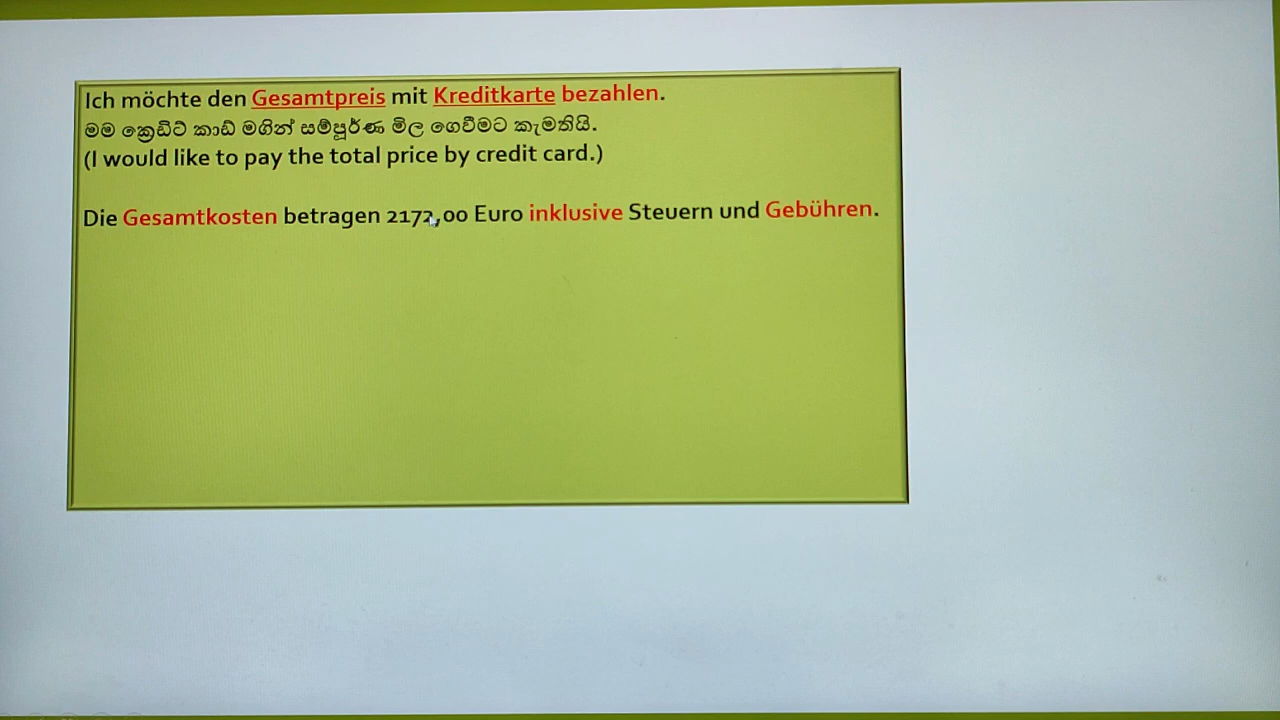 Ich möchte den Gesamtpreis mit Kreditkarte bezahlen.
මම ක්‍රෙඩිට් කාඩ් මගින් සම්පූර්ණ මිල ගෙවීමට කැමතියි.
(I would like to pay the total price by credit card.)
Die Gesamtkosten betragen 2172,00 Euro inklusive Steuern und Gebühren.